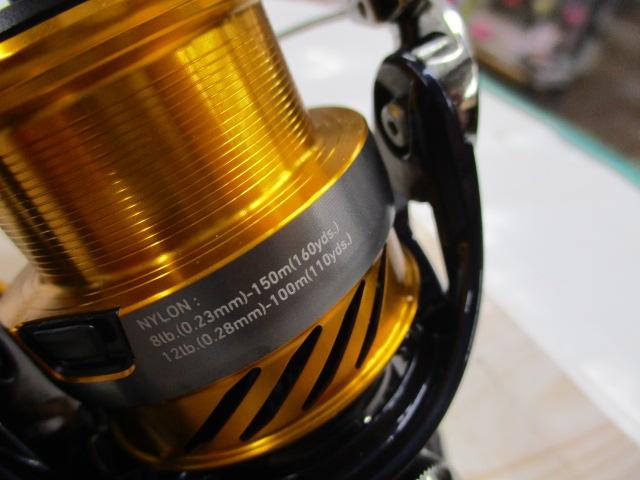 NYLON :
8lb.(0.23mm)-150m(160yds.)
12lb.(0.28mm)-100m(110yds.)